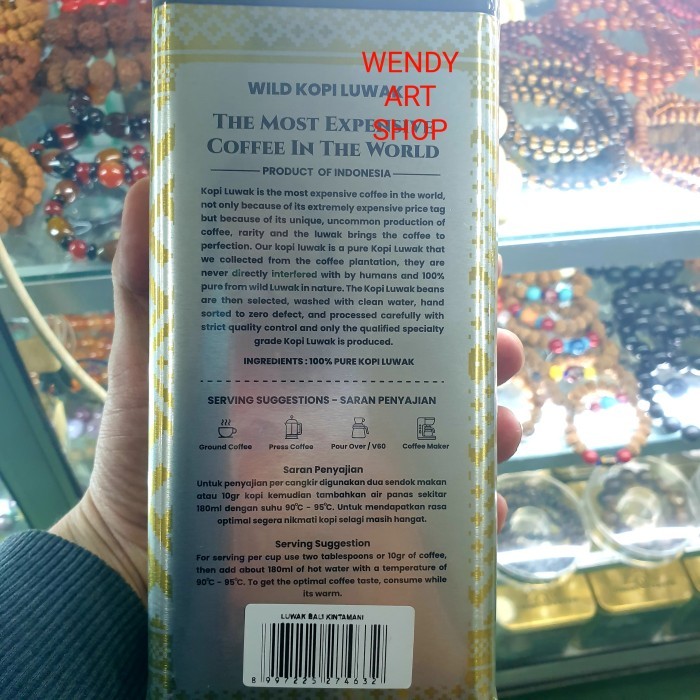 WENDY
ART
SHOP
WILD KOPI LUWAK
THE MOST EXPENSIVE
COFFEE IN THE WORLD
PRODUCT OF INDONESIA
Kopi Luwak is the most expensive coffee in the world,
not only because of its extremely expensive price tag
but because of its unique, uncommon production of
coffee, rarity and the luwak brings the coffee to
perfection. Our kopi luwak is a pure Kopi Luwak that
we collected from the coffee plantation, they are
never directly interfered with by humans and 100%
pure from wild Luwak in nature. The Kopi Luwak beans
are then selected, washed with clean water, hand
sorted to zero defect, and processed carefully with
strict quality control and only the qualified specialty
grade Kopi Luwak is produced.
INGREDIENTS : 100% PURE KOPI LUWAK
SERVING SUGGESTIONS - SARAN PENYAJIAN
Ground Coffee Press Coffee Pour Over / V60 Coffee Maker
Saran Penyajian
Untuk penyajian per cangkir digunakan dua sendok makan
atau 10gr kopi kemudian tambahkan air panas sekitar
180ml dengan suhu 90°C - 95°C. Untuk mendapatkan rasa
optimal segera nikmati kopi selagi masih hangat.
Serving Suggestion
For serving per cup use two tablespoons or 10gr of coffee,
then add about 180ml of hot water with a temperature of
90°C - 95°C. To get the optimal coffee taste, consume while
its warm.
LUWAK BALI KINTAMANI
8 997225 274632